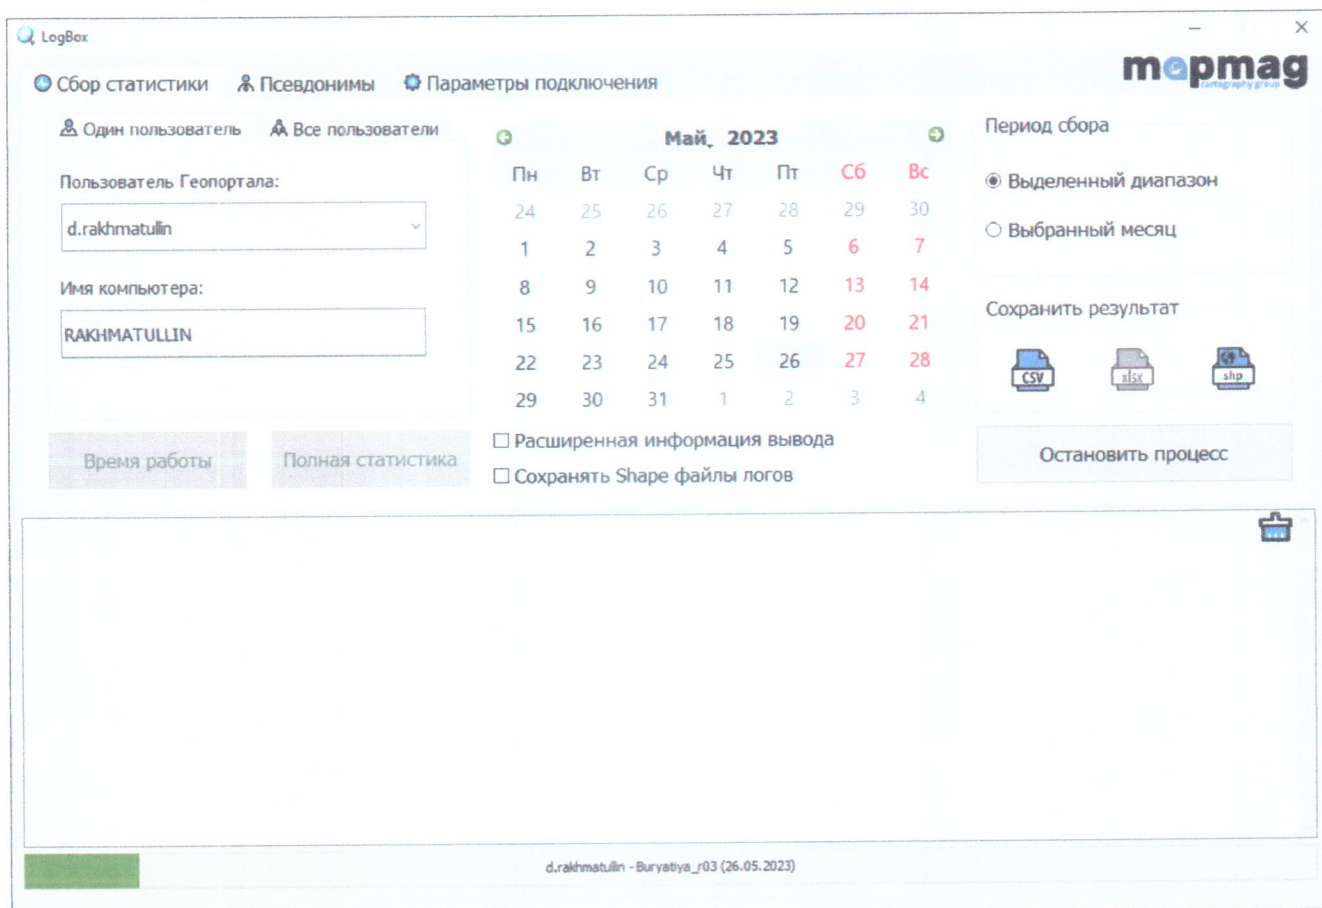 LogBox
mapmag
cartography group
Сбор статистики Псевдонимы Параметры подключения
Один пользователь Все пользователи
Пользователь Геопортала:
d.rakhmatullin
Имя компьютера:
RAKHMATULLIN
Время работы Полная статистика
Май, 2023
Пн Вт Ср Чт Пт Сб Вс
24 25 26 27 28 29 30
1 2 3 4 5 6 7
8 9 10 11 12 13 14
15 16 17 18 19 20 21
22 23 24 25 26 27 28
29 30 31 1 2 3 4
Расширенная информация вывода
Сохранять Shape файлы логов
Период сбора
Выделенный диапазон
Выбранный месяц
Сохранить результат
CSV xlsx shp
Остановить процесс
d.rakhmatullin - Buryatiya_r03 (26.05.2023)